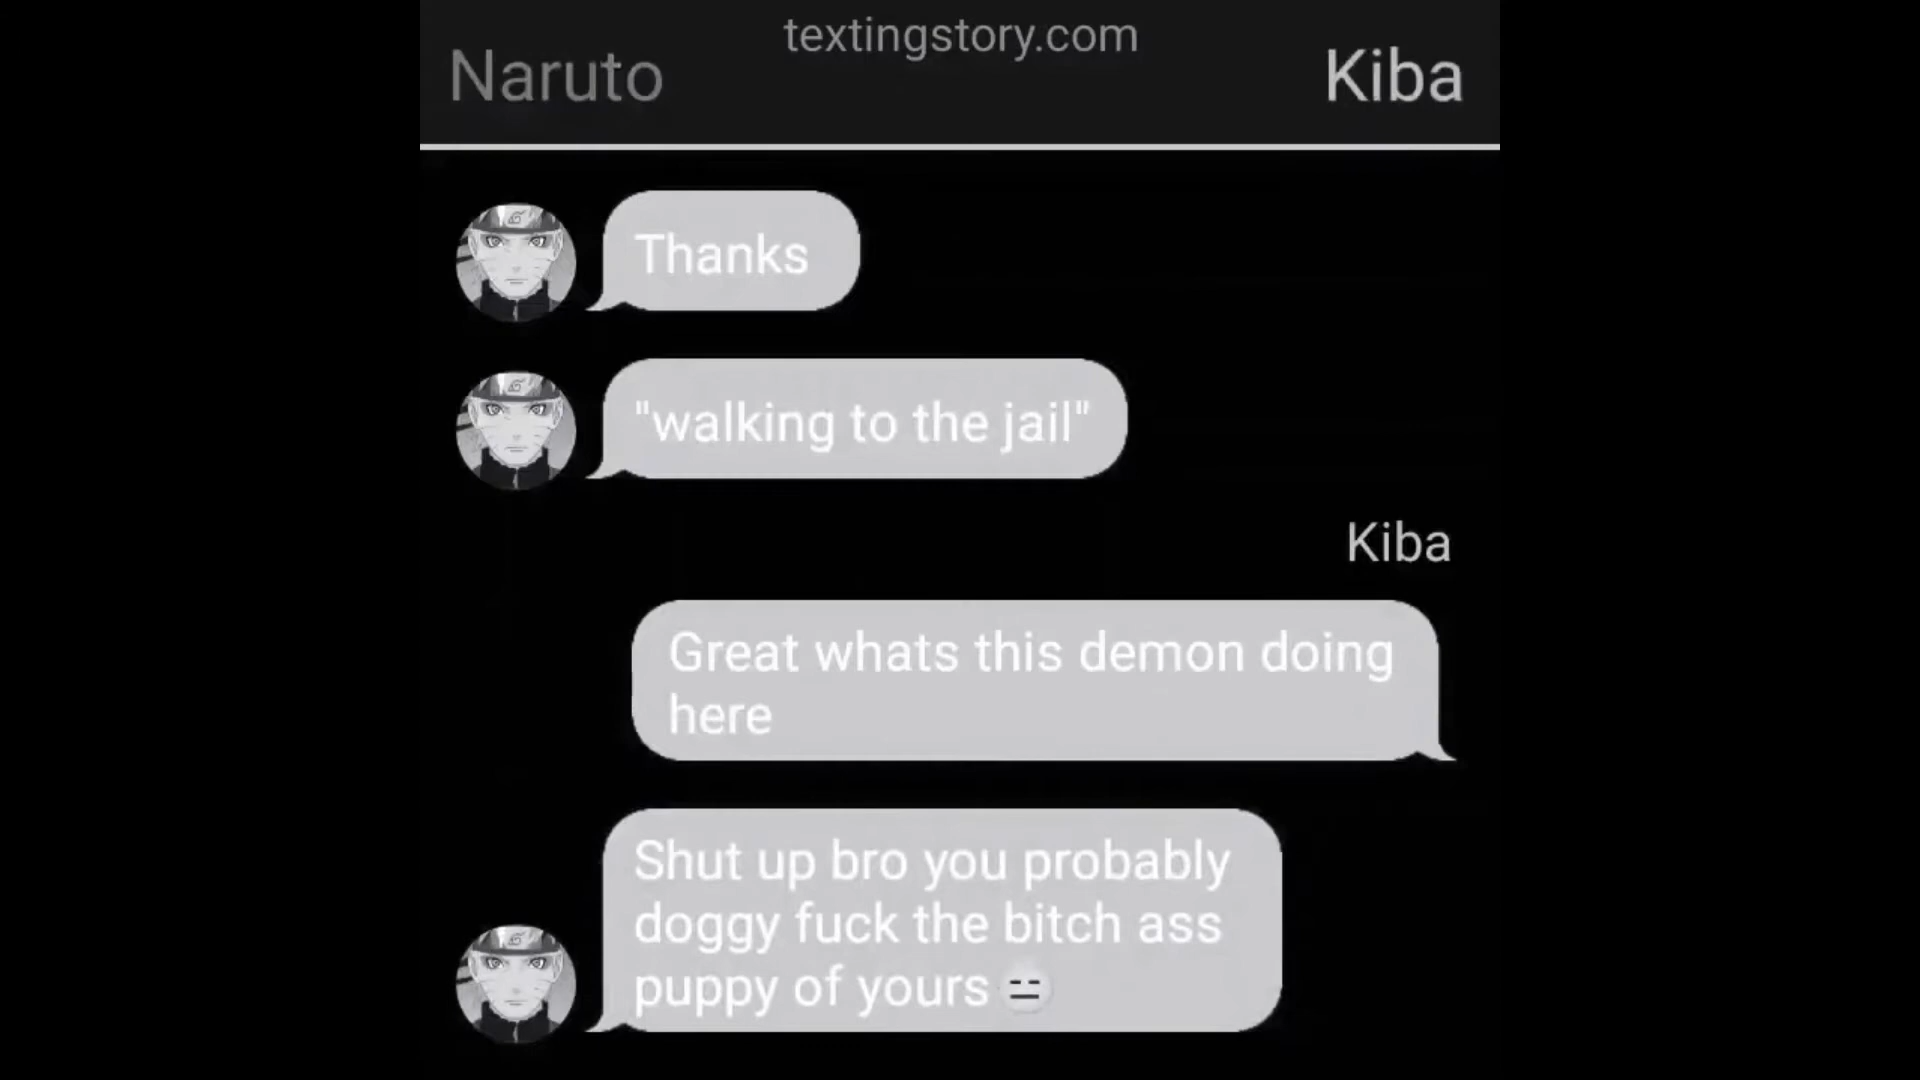 textingstory.com
Naruto
Kiba
Thanks
"walking to the jail"
Kiba
Great whats this demon doing
here
Shut up bro you probably
doggy fuck the bitch ass
puppy of yours 😑